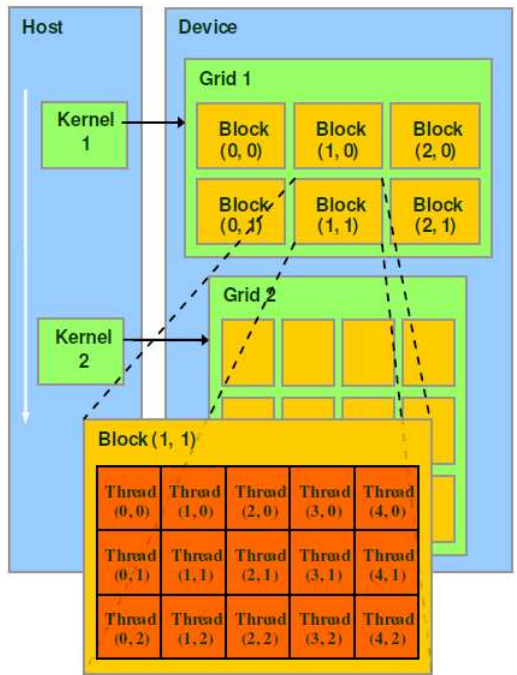 Host
Device
Grid 1
Kernel
1
Block
(0, 0)
Block
(1, 0)
Block
(2, 0)
Block
(0, 1)
Block
(1, 1)
Block
(2, 1)
Grid 2
Kernel
2
Block (1, 1)
Thread
(0, 0)
Thread
(1, 0)
Thread
(2, 0)
Thread
(3, 0)
Thread
(4, 0)
Thread
(0, 1)
Thread
(1, 1)
Thread
(2, 1)
Thread
(3, 1)
Thread
(4, 1)
Thread
(0, 2)
Thread
(1, 2)
Thread
(2, 2)
Thread
(3, 2)
Thread
(4, 2)